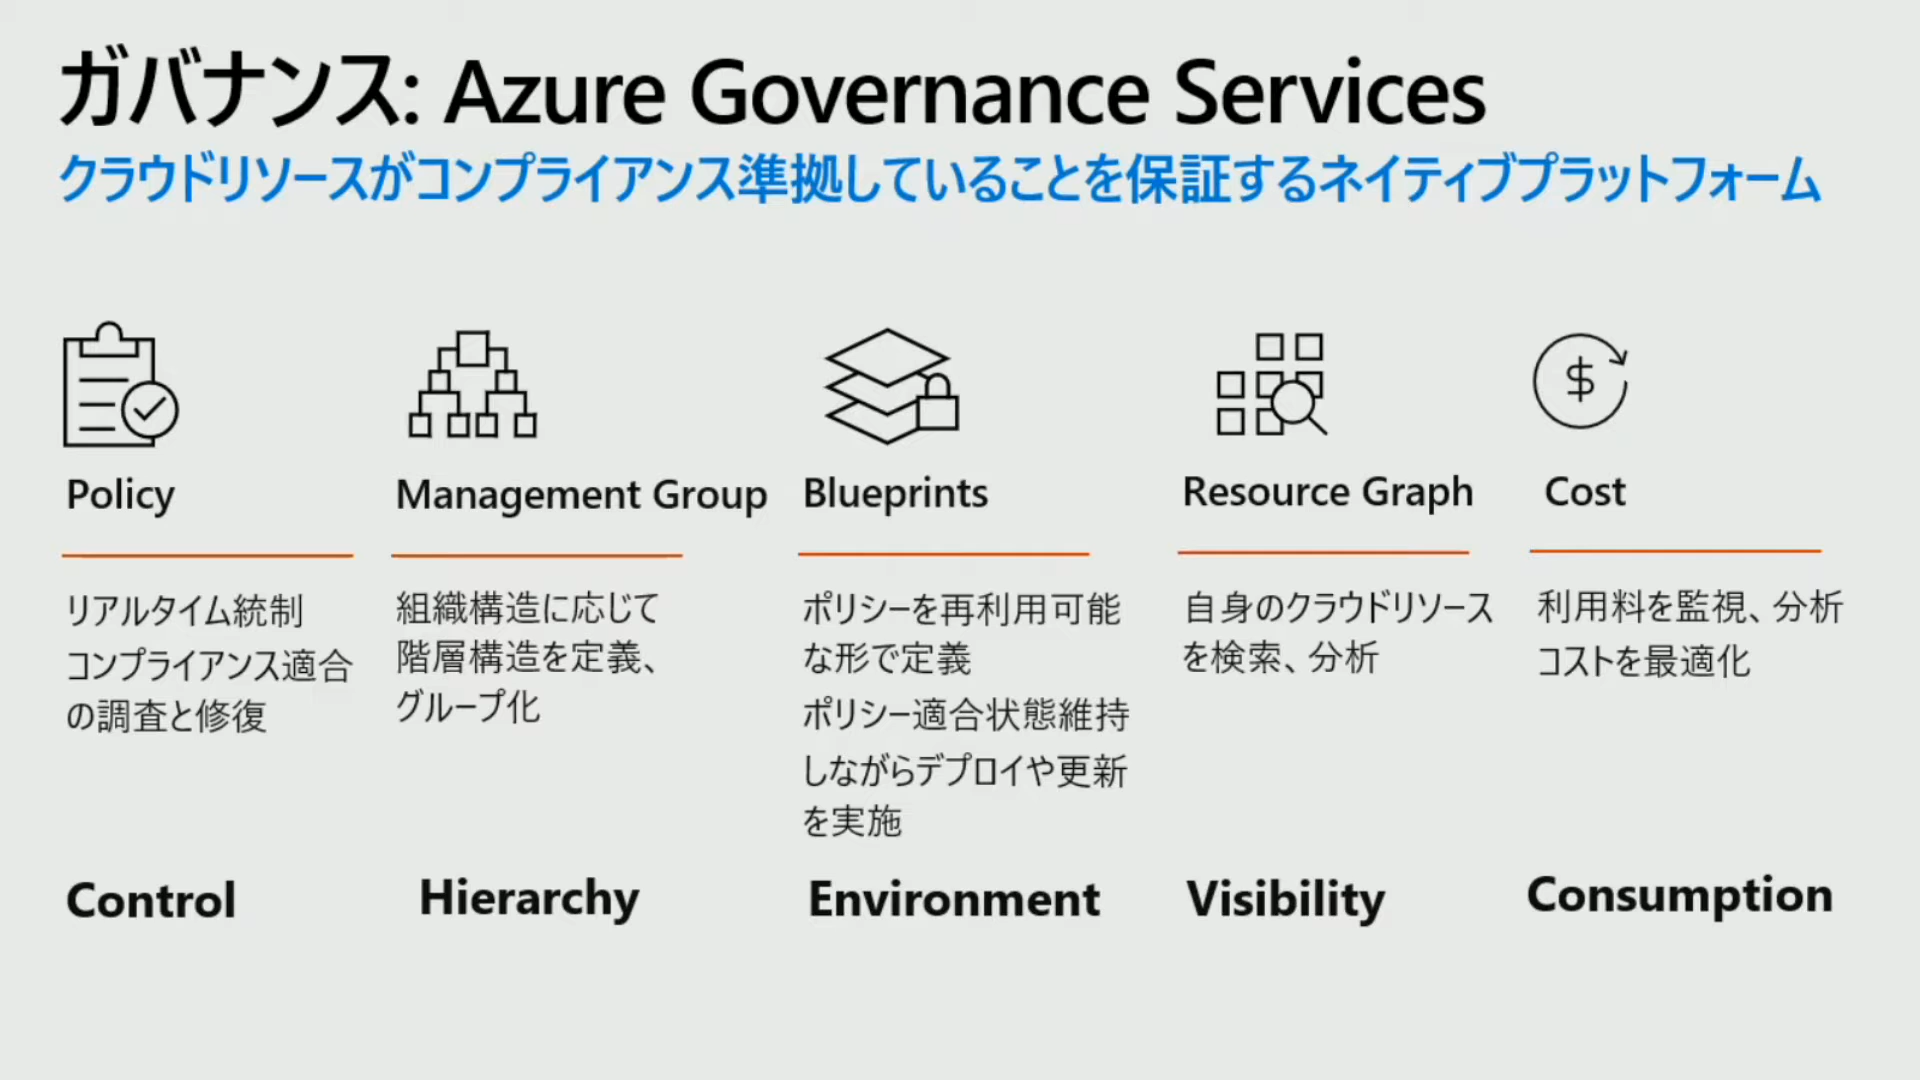 ガバナンス: Azure Governance Services
クラウドリソースがコンプライアンス準拠していることを保証するネイティブプラットフォーム
Policy
リアルタイム統制
コンプライアンス適合
の調査と修復
Control
Management Group
組織構造に応じて
階層構造を定義、
グループ化
Hierarchy
Blueprints
ポリシーを再利用可能
な形で定義
ポリシー適合状態維持
しながらデプロイや更新
を実施
Environment
Resource Graph
自身のクラウドリソース
を検索、分析
Visibility
$
Cost
利用料を監視、分析
コストを最適化
Consumption